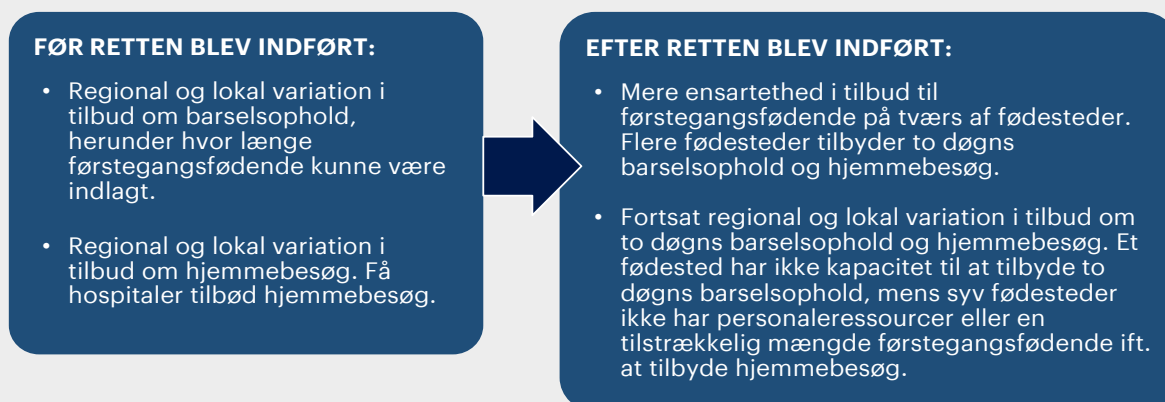 FØR RETTEN BLEV INDFØRT:
• Regional og lokal variation i
tilbud om barselsophold,
herunder hvor længe
førstegangsfødende kunne være
indlagt.
• Regional og lokal variation i
tilbud om hjemmebesøg. Få
hospitaler tilbød hjemmebesøg.
EFTER RETTEN BLEV INDFØRT:
• Mere ensartethed i tilbud til
førstegangsfødende på tværs af fødesteder.
Flere fødesteder tilbyder to døgns
barselsophold og hjemmebesøg.
• Fortsat regional og lokal variation i tilbud om
to døgns barselsophold og hjemmebesøg. Et
fødested har ikke kapacitet til at tilbyde to
døgns barselsophold, mens syv fødesteder
ikke har personaleressourcer eller en
tilstrækkelig mængde førstegangsfødende ift.
at tilbyde hjemmebesøg.